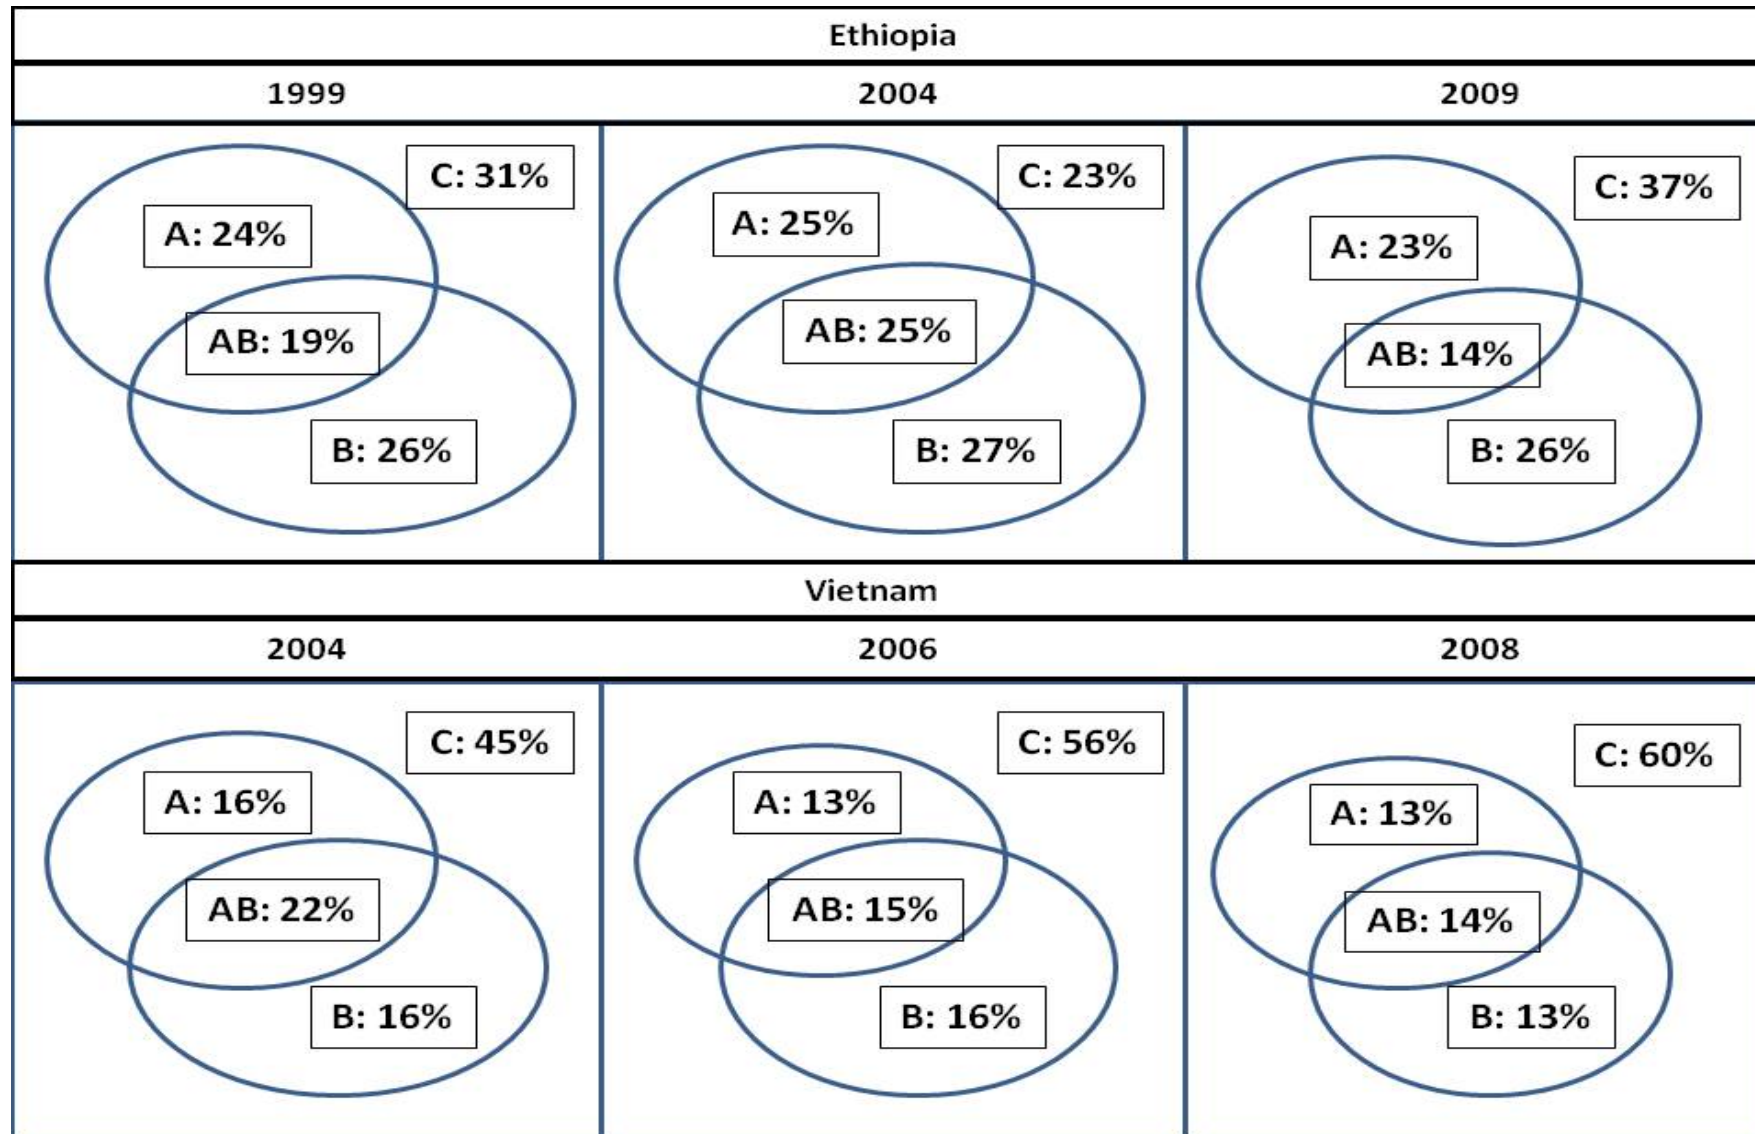 Ethiopia
1999 2004 2009
C: 31% C: 23% C: 37%
A: 24% A: 25% A: 23%
AB: 19% AB: 25% AB: 14%
B: 26% B: 27% B: 26%
Vietnam
2004 2006 2008
C: 45% C: 56% C: 60%
A: 16% A: 13% A: 13%
AB: 22% AB: 15% AB: 14%
B: 16% B: 16% B: 13%